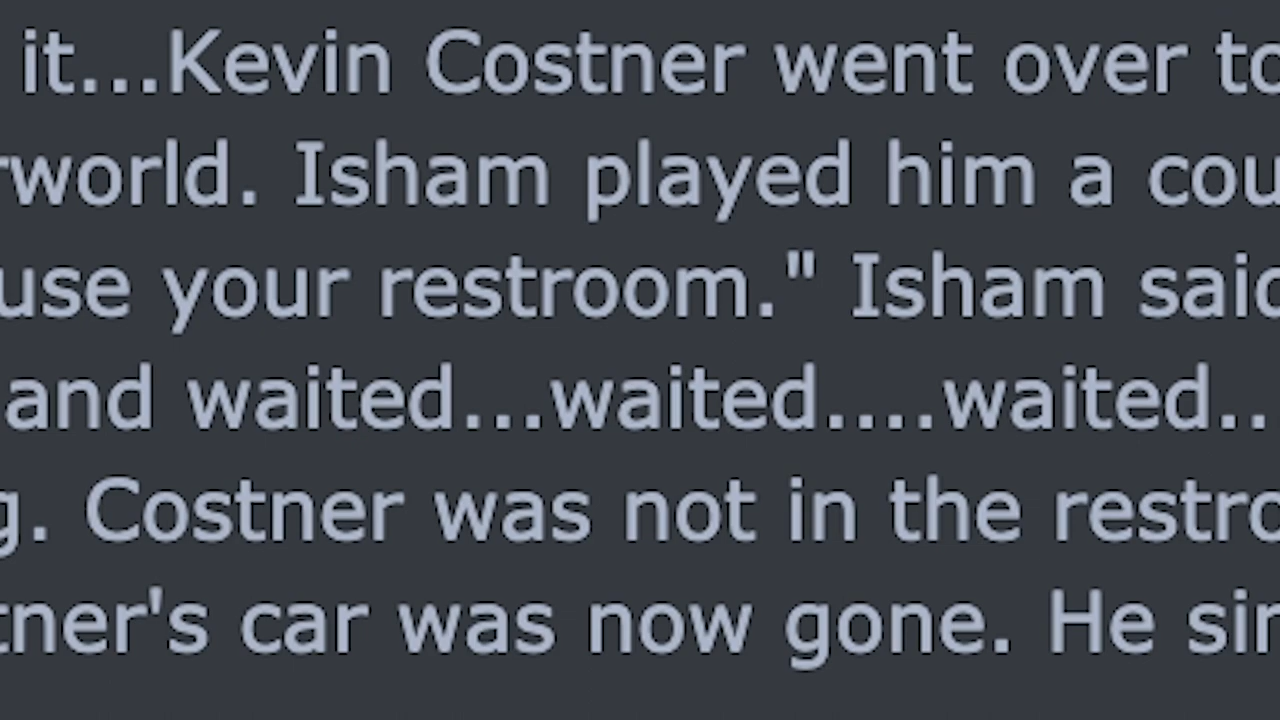 it...Kevin Costner went over to
rworld. Isham played him a cou
use your restroom." Isham said
and waited...waited....waited..
g. Costner was not in the restro
tner's car was now gone. He sim